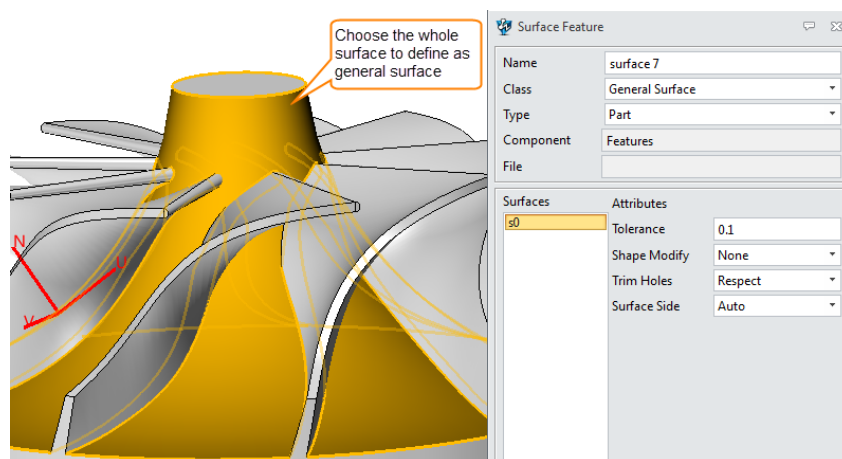 Choose the whole
surface to define as
general surface
N
U
V
Surface Feature
Name surface 7
Class General Surface
Type Part
Component Features
File
Surfaces Attributes
s0
Tolerance 0.1
Shape Modify None
Trim Holes Respect
Surface Side Auto